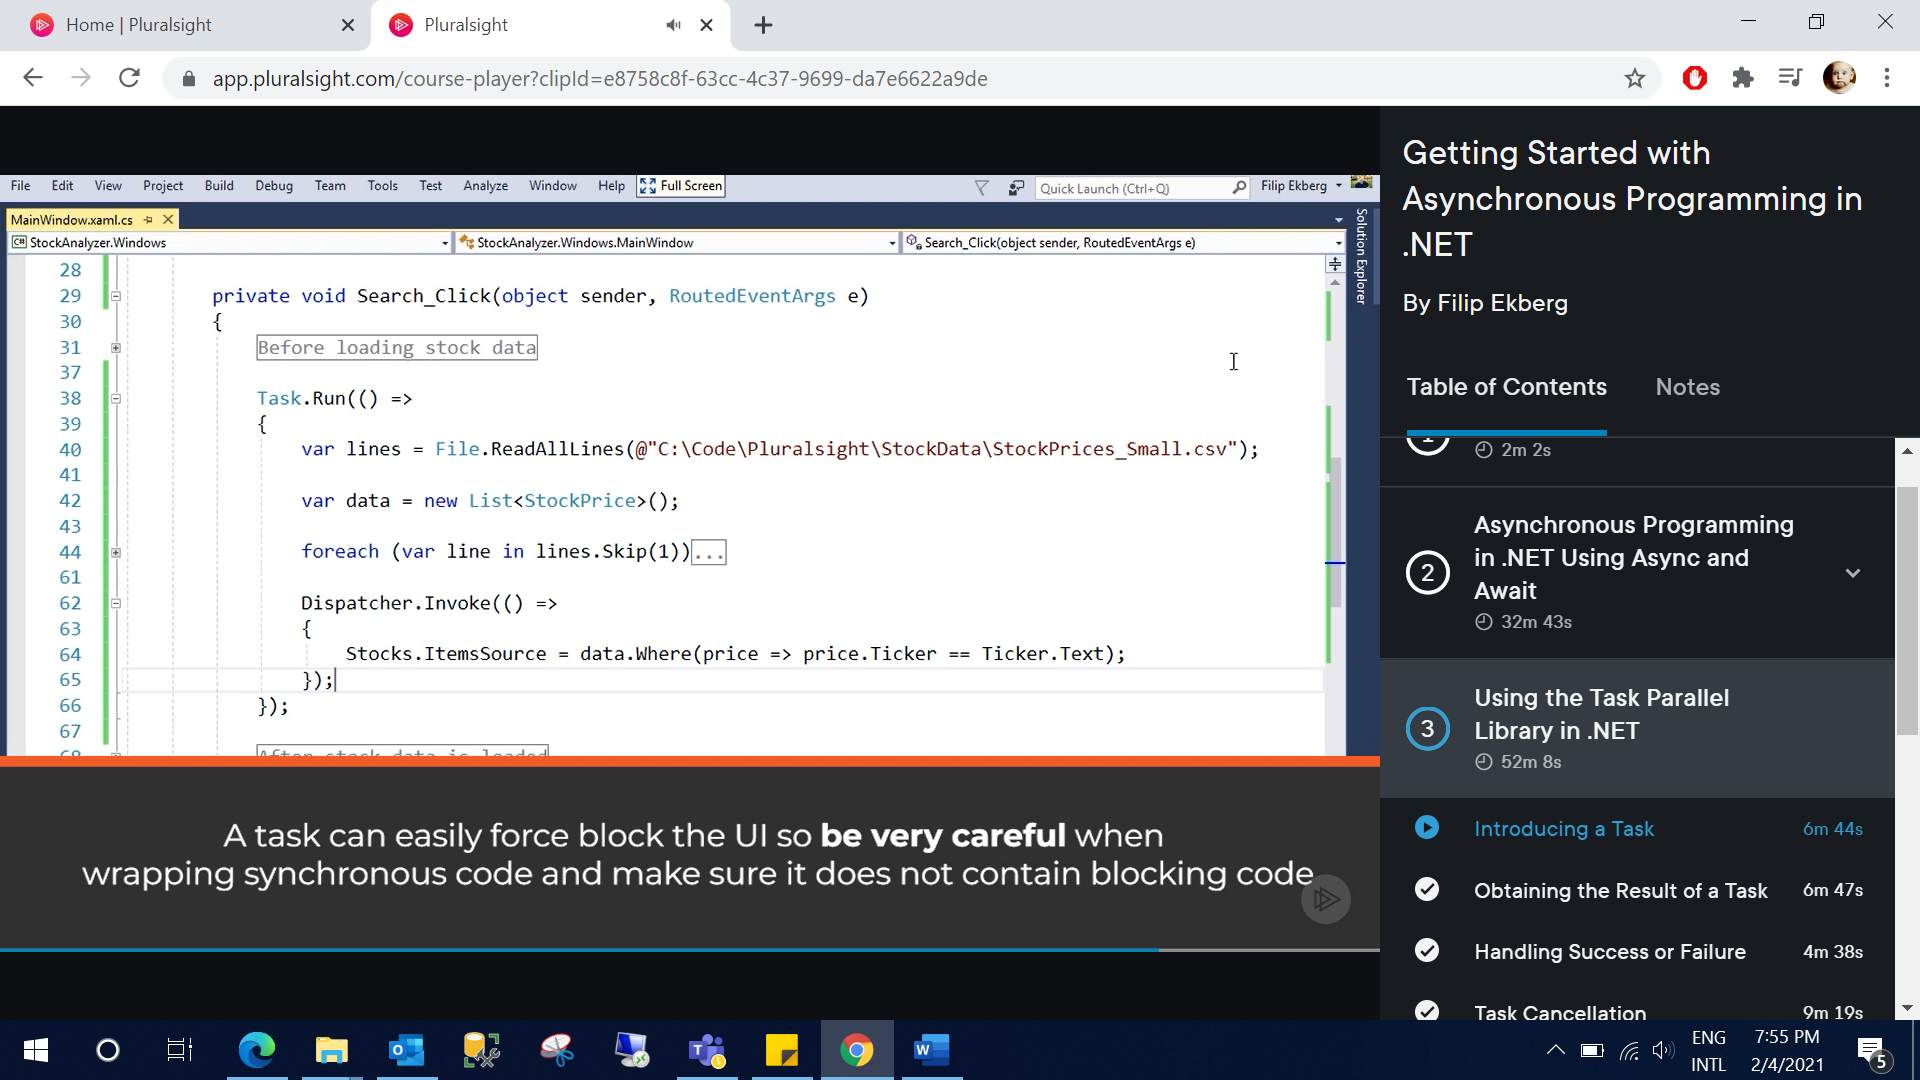 Home | Pluralsight
Pluralsight
app.pluralsight.com/course-player?clipId=e8758c8f-63cc-4c37-9699-da7e6622a9de
File Edit View Project Build Debug Team Tools Test Analyze Window Help Full Screen
Quick Launch (Ctrl+Q)
Filip Ekberg
MainWindow.xaml.cs
StockAnalyzer.Windows
StockAnalyzer.Windows.MainWindow
Search_Click(object sender, RoutedEventArgs e)
Solution Explorer
28
29 private void Search_Click(object sender, RoutedEventArgs e)
30 {
31 Before loading stock data
37
38 Task.Run(() =>
39 {
40 var lines = File.ReadAllLines(@"C:\Code\Pluralsight\StockData\StockPrices_Small.csv");
41
42 var data = new List<StockPrice>();
43
44 foreach (var line in lines.Skip(1))...
61
62 Dispatcher.Invoke(() =>
63 {
64 Stocks.ItemsSource = data.Where(price => price.Ticker == Ticker.Text);
65 });
66 });
67
68 After stock data is loaded
A task can easily force block the UI so be very careful when
wrapping synchronous code and make sure it does not contain blocking code
Getting Started with
Asynchronous Programming in
.NET
By Filip Ekberg
Table of Contents
Notes
1
2m 2s
2
Asynchronous Programming
in .NET Using Async and
Await
32m 43s
3
Using the Task Parallel
Library in .NET
52m 8s
Introducing a Task 6m 44s
Obtaining the Result of a Task 6m 47s
Handling Success or Failure 4m 38s
Task Cancellation 9m 19s
ENG
INTL
7:55 PM
2/4/2021
5